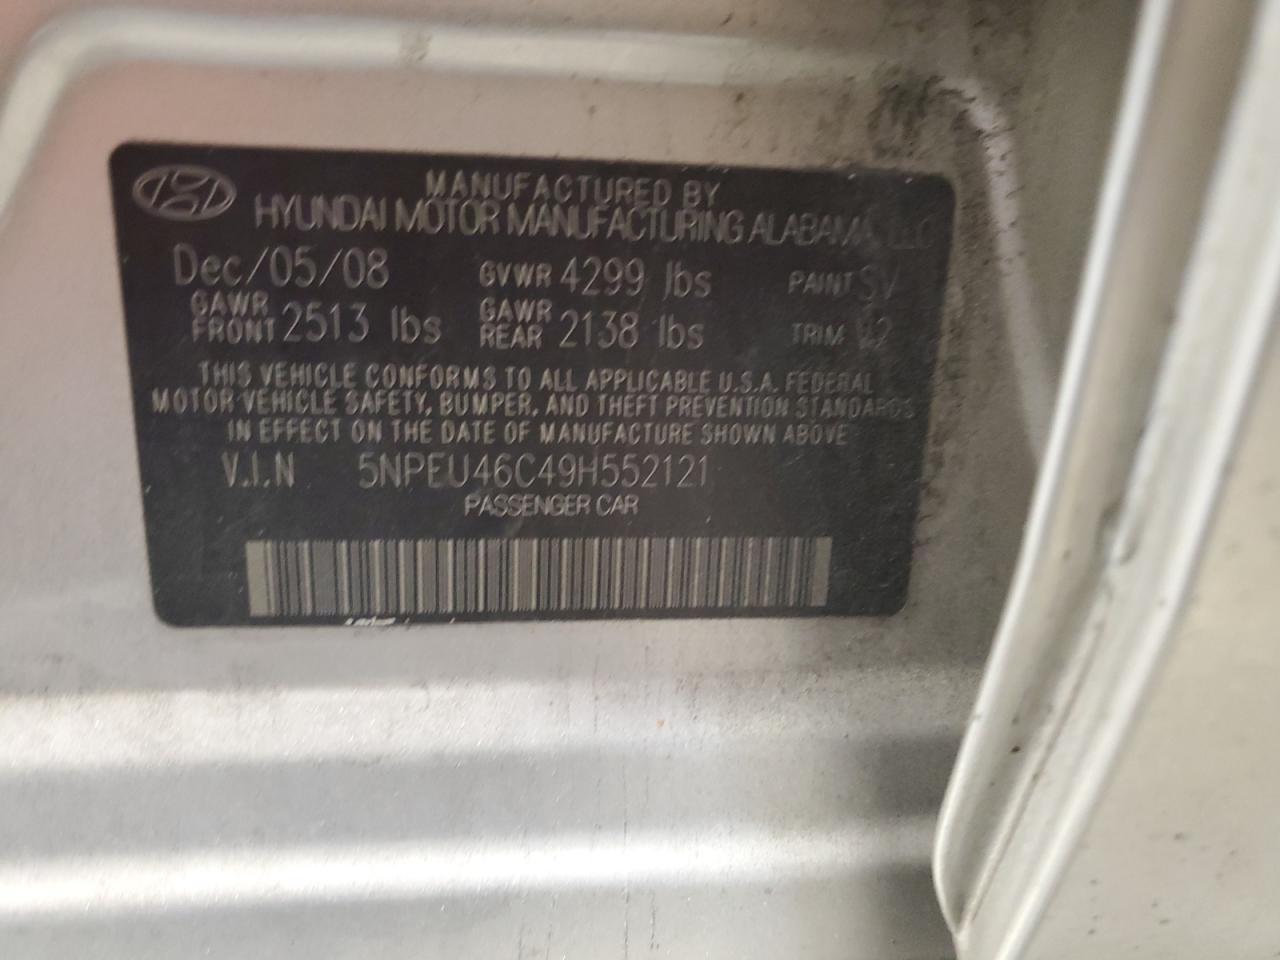 MANUFACTURED BY
HYUNDAI MOTOR MANUFACTURING ALABAMA, LLC
Dec/05/08 GVWR 4299 lbs PAINT SV
GAWR FRONT 2513 lbs GAWR REAR 2138 lbs TRIM
THIS VEHICLE CONFORMS TO ALL APPLICABLE U.S.A. FEDERAL
MOTOR VEHICLE SAFETY, BUMPER, AND THEFT PREVENTION STANDARDS
IN EFFECT ON THE DATE OF MANUFACTURE SHOWN ABOVE
V.I.N 5NPEU46C49H552121
PASSENGER CAR